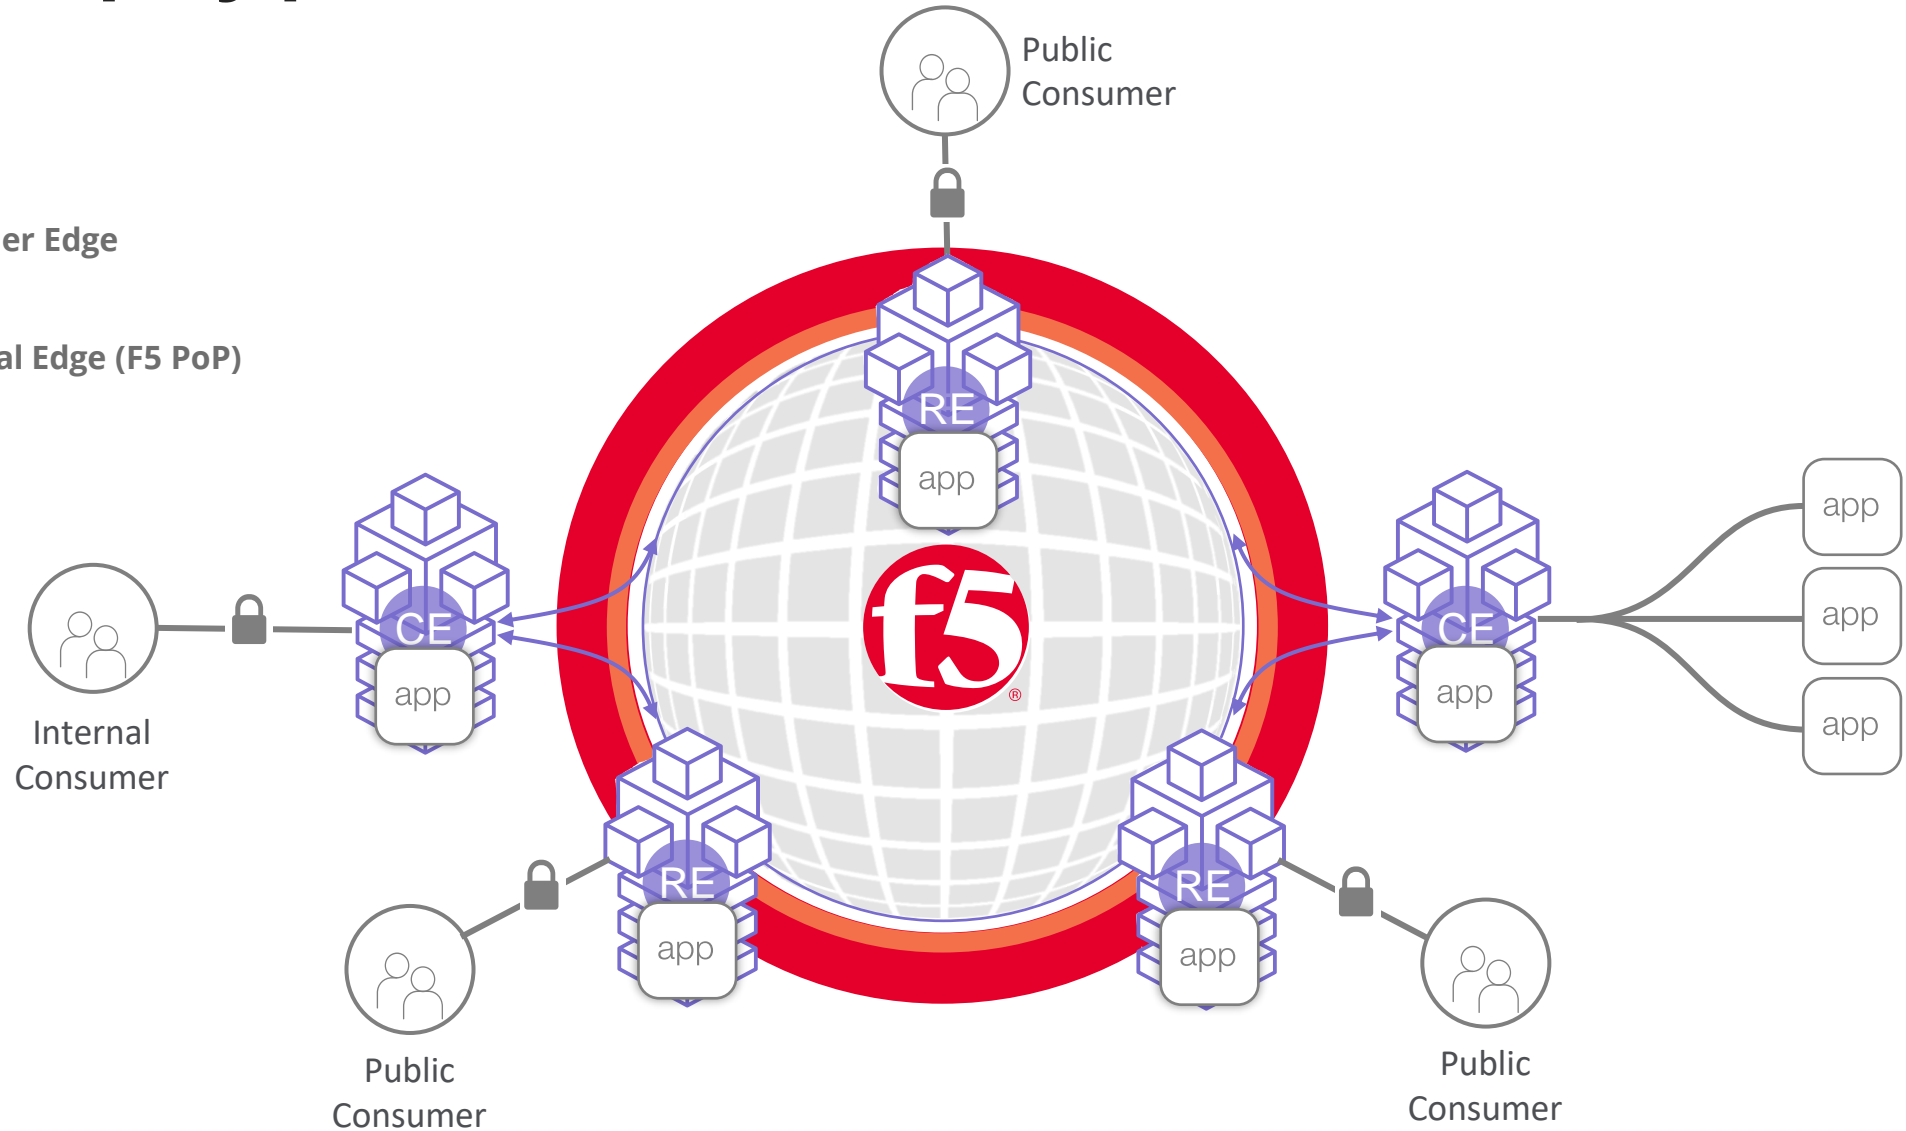 Public
Consumer
er Edge
al Edge (F5 PoP)
RE
app
f5
®
CE
app
CE
app
app
app
app
Internal
Consumer
RE
app
RE
app
Public
Consumer
Public
Consumer